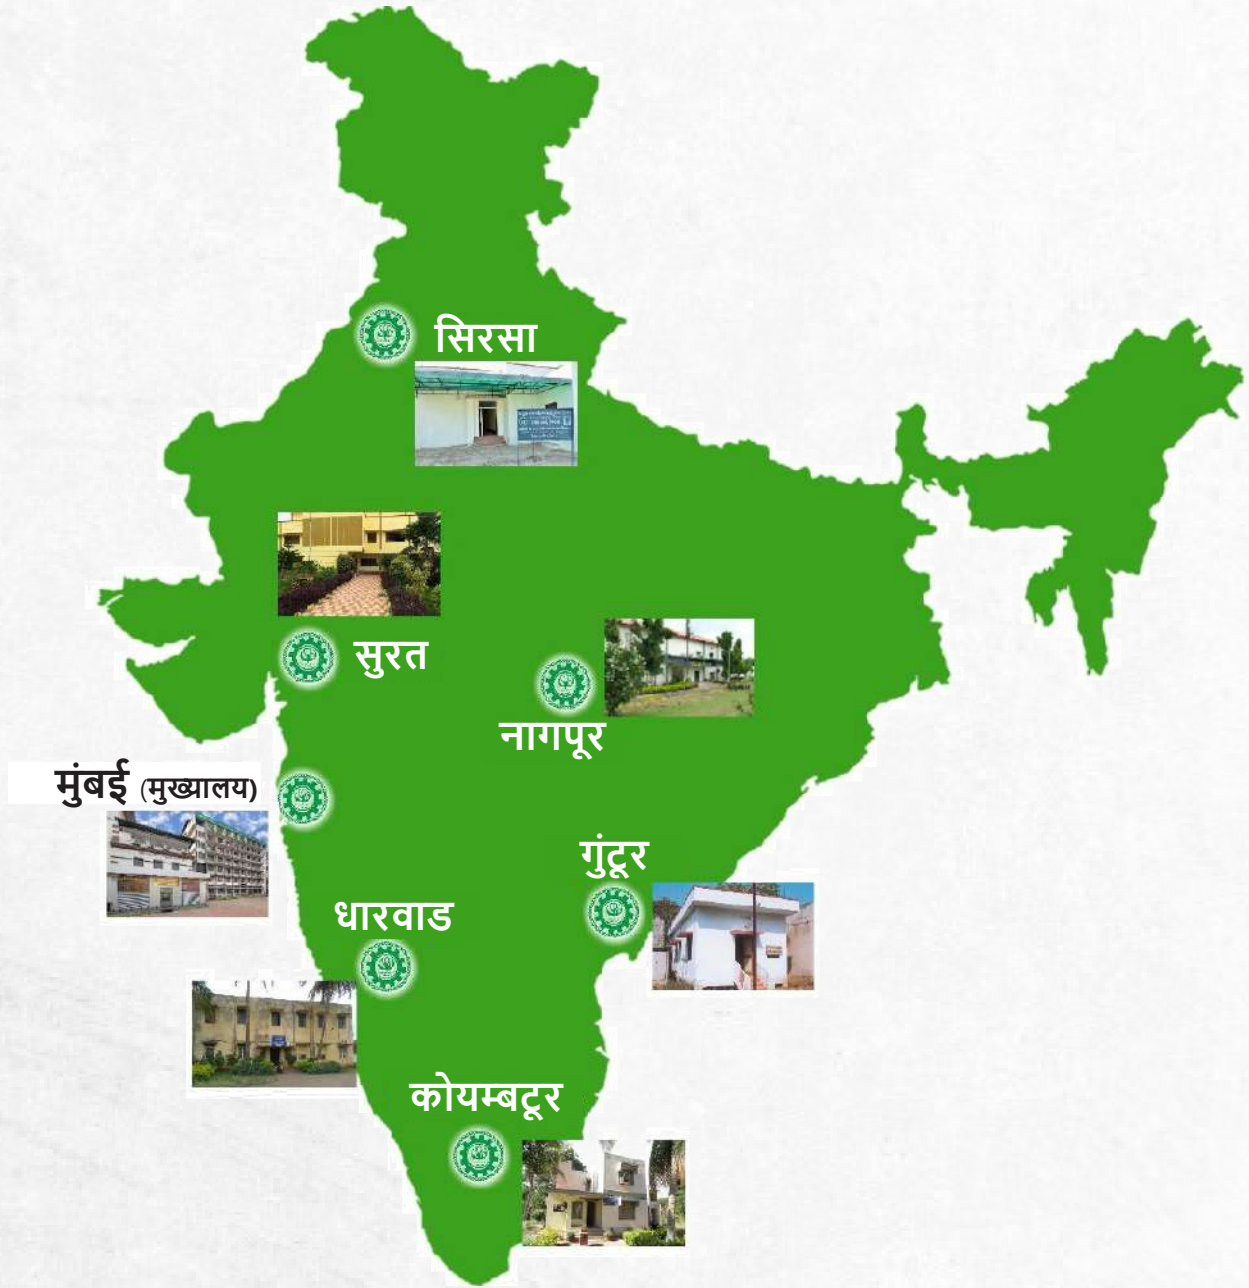 सिरसा
सुरत
नागपूर
मुंबई (मुख्यालय)
गुंटूर
धारवाड
कोयम्बटूर